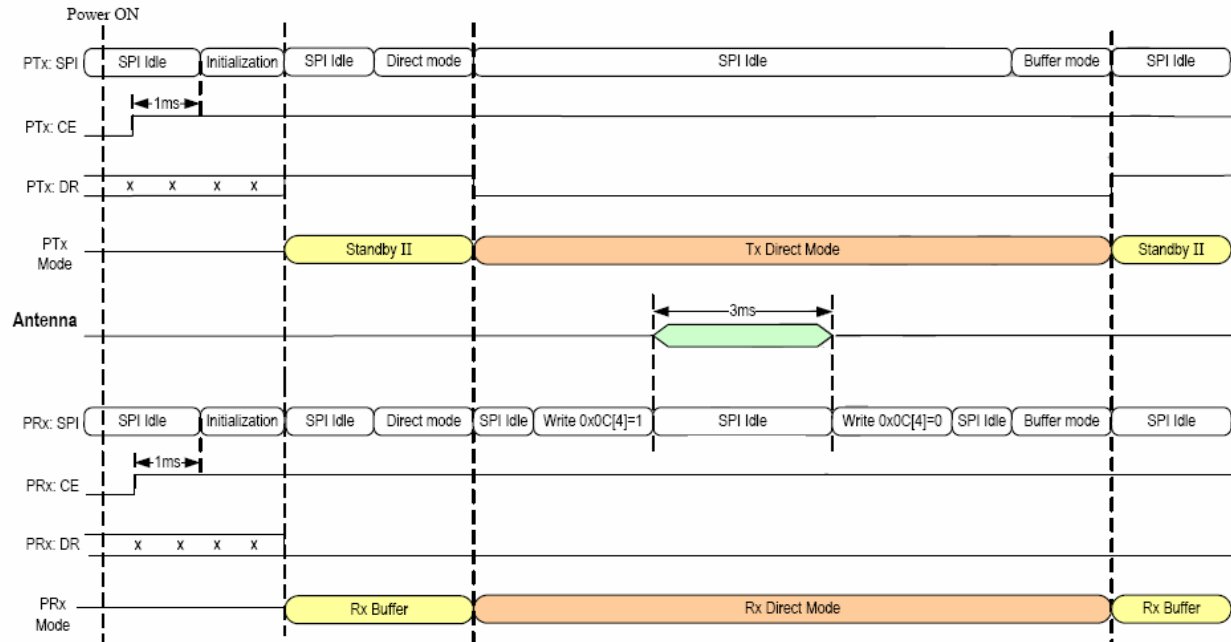 Power ON
PTx: SPI SPI Idle Initialization SPI Idle Direct mode SPI Idle Buffer mode SPI Idle
1ms
PTx: CE
PTx: DR X X X X
PTx Mode Standby II Tx Direct Mode Standby II
3ms
Antenna
PRx: SPI SPI Idle Initialization SPI Idle Direct mode SPI Idle Write 0x0C[4]=1 SPI Idle Write 0x0C[4]=0 SPI Idle Buffer mode SPI Idle
1ms
PRx: CE
PRx: DR X X X X
PRx Mode Rx Buffer Rx Direct Mode Rx Buffer